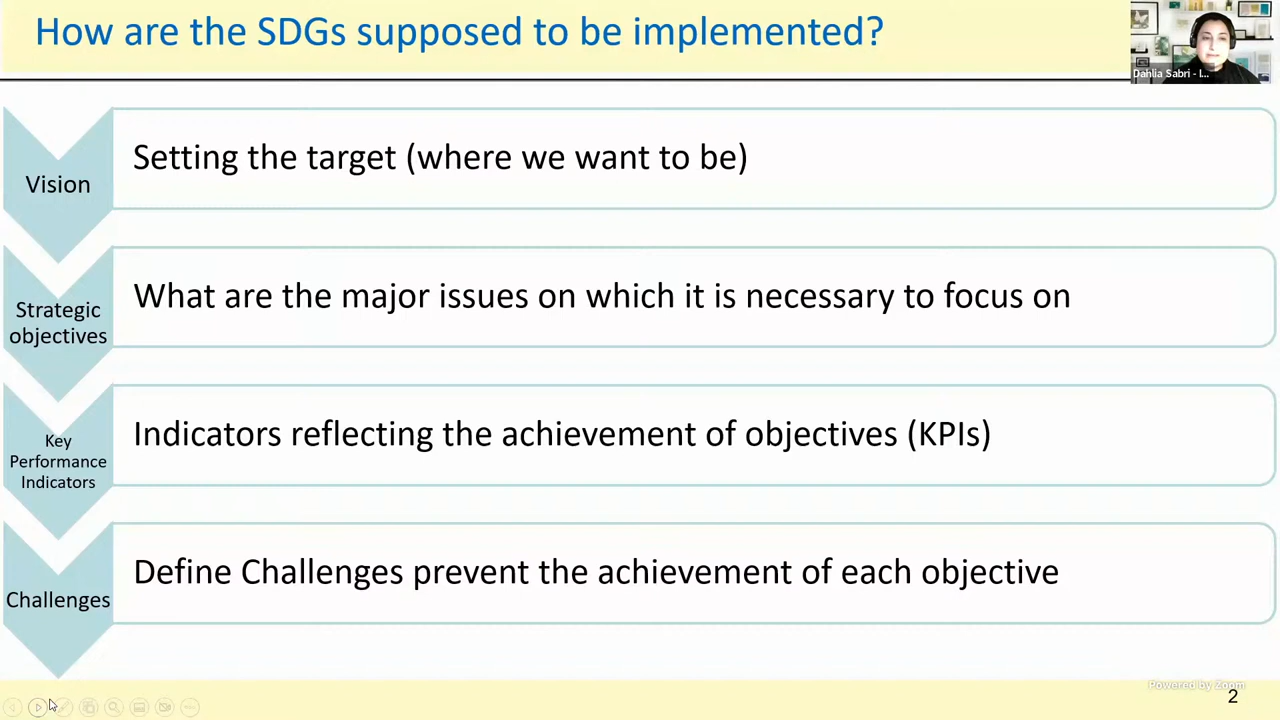 How are the SDGs supposed to be implemented?
Dahlia Sabri - I...
Vision
Setting the target (where we want to be)
Strategic
objectives
What are the major issues on which it is necessary to focus on
Key
Performance
Indicators
Indicators reflecting the achievement of objectives (KPIs)
Challenges
Define Challenges prevent the achievement of each objective
Powered by Zoom
2